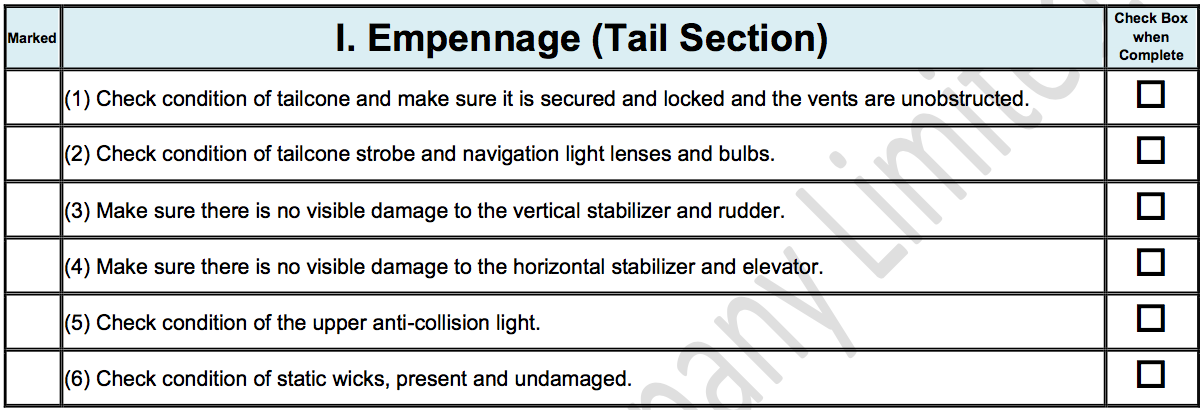 Marked
I. Empennage (Tail Section)
Check Box
when
Complete
(1) Check condition of tailcone and make sure it is secured and locked and the vents are unobstructed.
(2) Check condition of tailcone strobe and navigation light lenses and bulbs.
(3) Make sure there is no visible damage to the vertical stabilizer and rudder.
(4) Make sure there is no visible damage to the horizontal stabilizer and elevator.
(5) Check condition of the upper anti-collision light.
(6) Check condition of static wicks, present and undamaged.